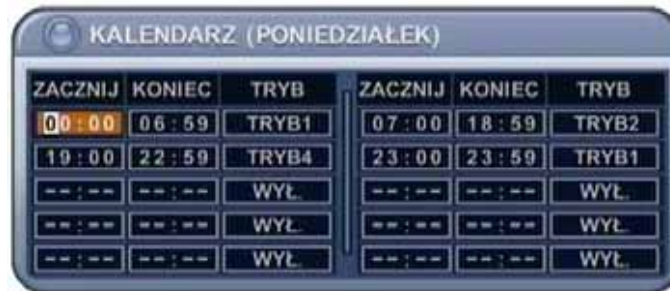 KALENDARZ (PONIEDZIAŁEK)
ZACZNIJ KONIEC TRYB ZACZNIJ KONIEC TRYB
00:00 06:59 TRYB1 07:00 18:59 TRYB2
19:00 22:59 TRYB4 23:00 23:59 TRYB1
--:-- --:-- WYŁ. --:-- --:-- WYŁ.
--:-- --:-- WYŁ. --:-- --:-- WYŁ.
--:-- --:-- WYŁ. --:-- --:-- WYŁ.